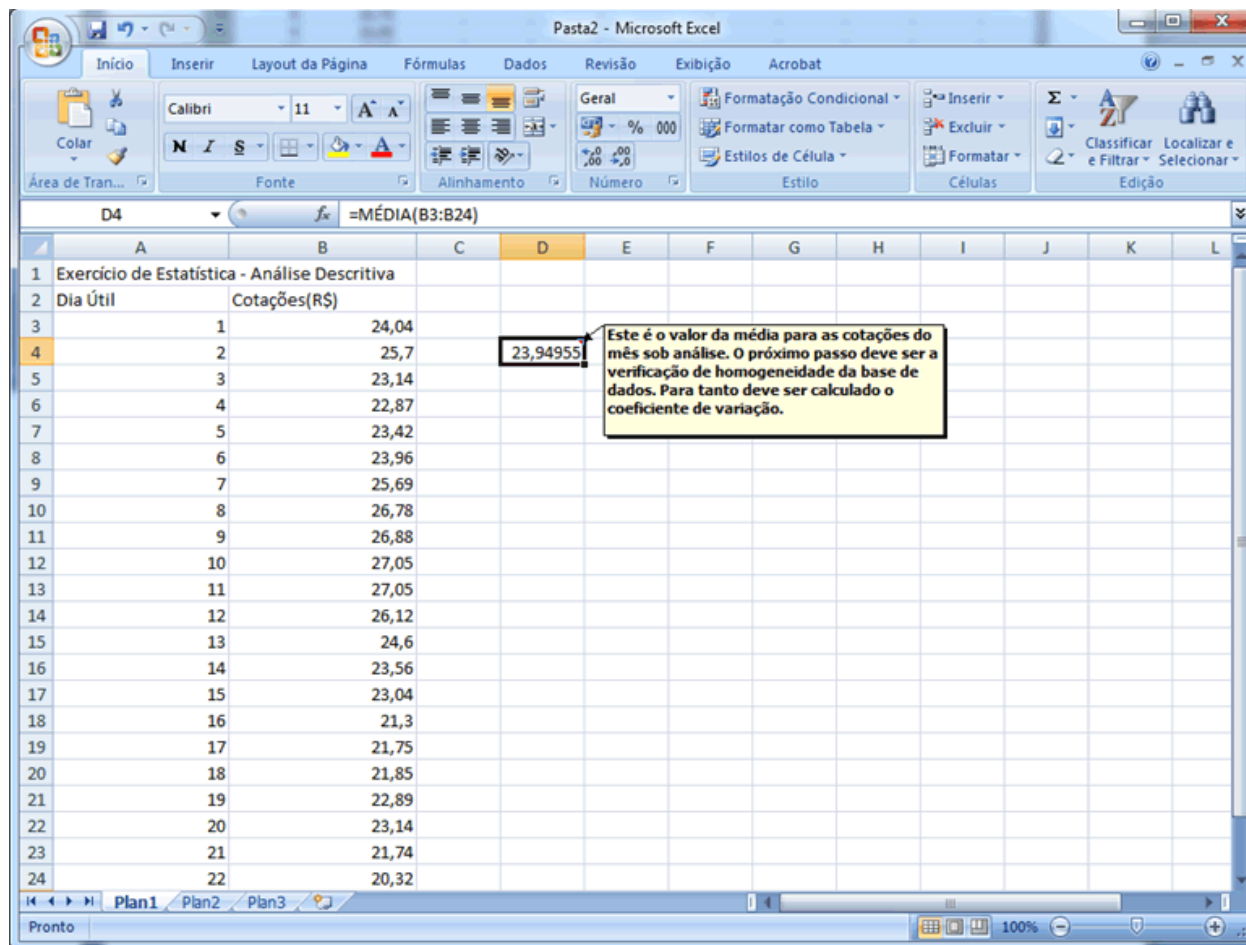 Pasta2 - Microsoft Excel
Início Inserir Layout da Página Fórmulas Dados Revisão Exibição Acrobat
Colar
Calibri 11 A A
N I S A
Geral
% 000
,00 ,0
Formatação Condicional
Formatar como Tabela
Estilos de Célula
Inserir
Excluir
Formatar
Σ
Classificar e Filtrar
Localizar e Selecionar
Área de Tran... Fonte Alinhamento Número Estilo Células Edição
D4 fx =MÉDIA(B3:B24)
A B C D E F G H I J K L
1 Exercício de Estatística - Análise Descritiva
2 Dia Útil Cotações(R$)
3 1 24,04
4 2 25,7 23,94955
Este é o valor da média para as cotações do
mês sob análise. O próximo passo deve ser a
verificação de homogeneidade da base de
dados. Para tanto deve ser calculado o
coeficiente de variação.
5 3 23,14
6 4 22,87
7 5 23,42
8 6 23,96
9 7 25,69
10 8 26,78
11 9 26,88
12 10 27,05
13 11 27,05
14 12 26,12
15 13 24,6
16 14 23,56
17 15 23,04
18 16 21,3
19 17 21,75
20 18 21,85
21 19 22,89
22 20 23,14
23 21 21,74
24 22 20,32
Plan1 Plan2 Plan3
Pronto 100%